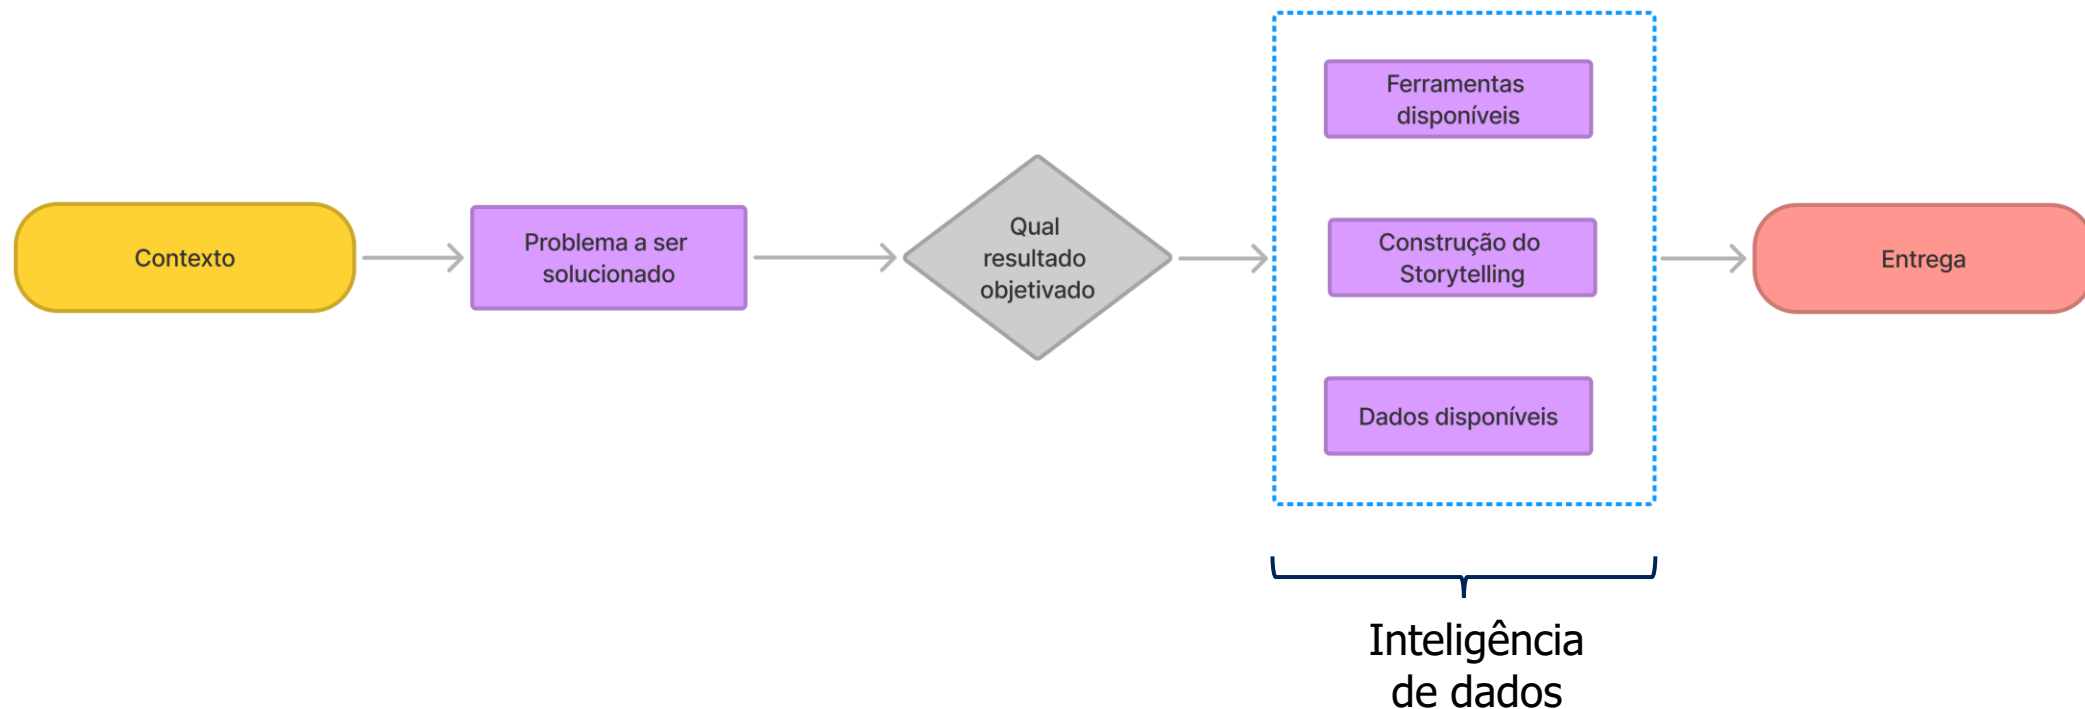 Contexto
Problema a ser
solucionado
Qual
resultado
objetivado
Ferramentas
disponíveis
Construção do
Storytelling
Dados disponíveis
Entrega
Inteligência
de dados